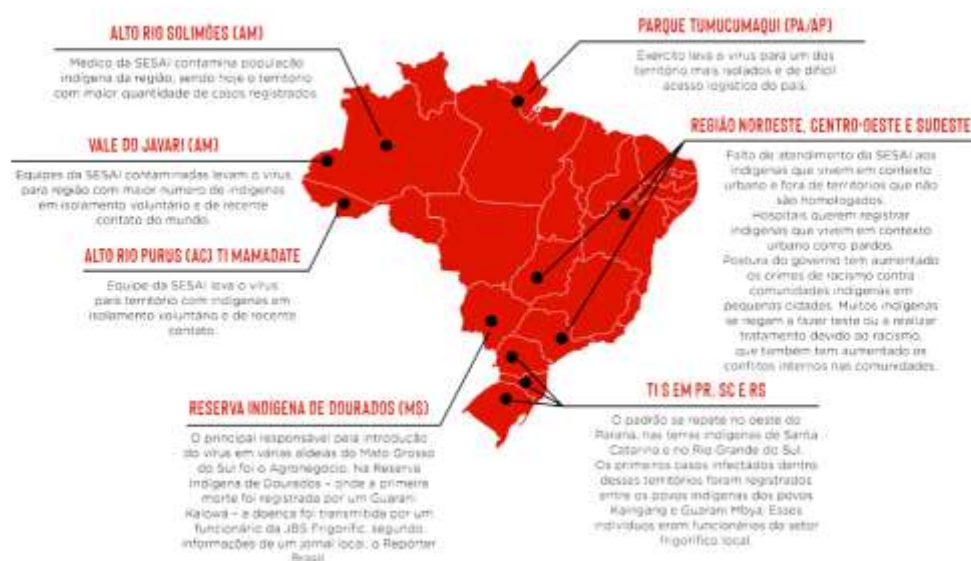 ALTO RIO SOLIMÕES (AM)
Médico da SESAI contamina população
indígena da região, sendo hoje o território
com maior quantidade de casos registrados.
VALE DO JAVARI (AM)
Equipes da SESAI contaminadas levam o vírus
para região com maior número de indígenas
em isolamento voluntário e de recente
contato do mundo.
ALTO RIO PURUS (AC) TI MAMADATE
Equipe da SESAI leva o vírus
para território com indígenas em
isolamento voluntário e de recente
contato.
RESERVA INDÍGENA DE DOURADOS (MS)
O principal responsável pela introdução
do vírus em várias aldeias do Mato Grosso
do Sul foi o Agronegócio. Na Reserva
Indígena de Dourados – onde a primeira
morte foi registrada por um Guarani
Kaiowá – a doença foi transmitida por um
funcionário da JBS Frigorífic, segundo
informações de um jornal local, o Repórter
Brasil
PARQUE TUMUCUMAQUI (PA/AP)
Exército leva o vírus para um dos
território mais isolados e de difícil
acesso logístico do país.
REGIÃO NORDESTE, CENTRO-OESTE E SUDESTE
Falta de atendimento da SESAI aos
indígenas que vivem em contexto
urbano e fora de territórios que não
são homologados.
Hospitais querem registrar
indígenas que vivem em contexto
urbano como pardos.
Postura do governo tem aumentado
os crimes de racismo contra
comunidades indígenas em
pequenas cidades. Muitos indígenas
se negam a fazer teste ou a realizar
tratamento devido ao racismo,
que também tem aumentado os
conflitos internos nas comunidades.
TI S EM PR, SC E RS
O padrão se repete no oeste do
Paraná, nas terras indígenas de Santa
Catarina e no Rio Grande do Sul.
Os primeiros casos infectados dentro
desses territórios foram registrados
entre os povos indígenas dos povos
Kaingang e Guarani Mbya. Esses
indivíduos eram funcionários do setor
frigorífico local.